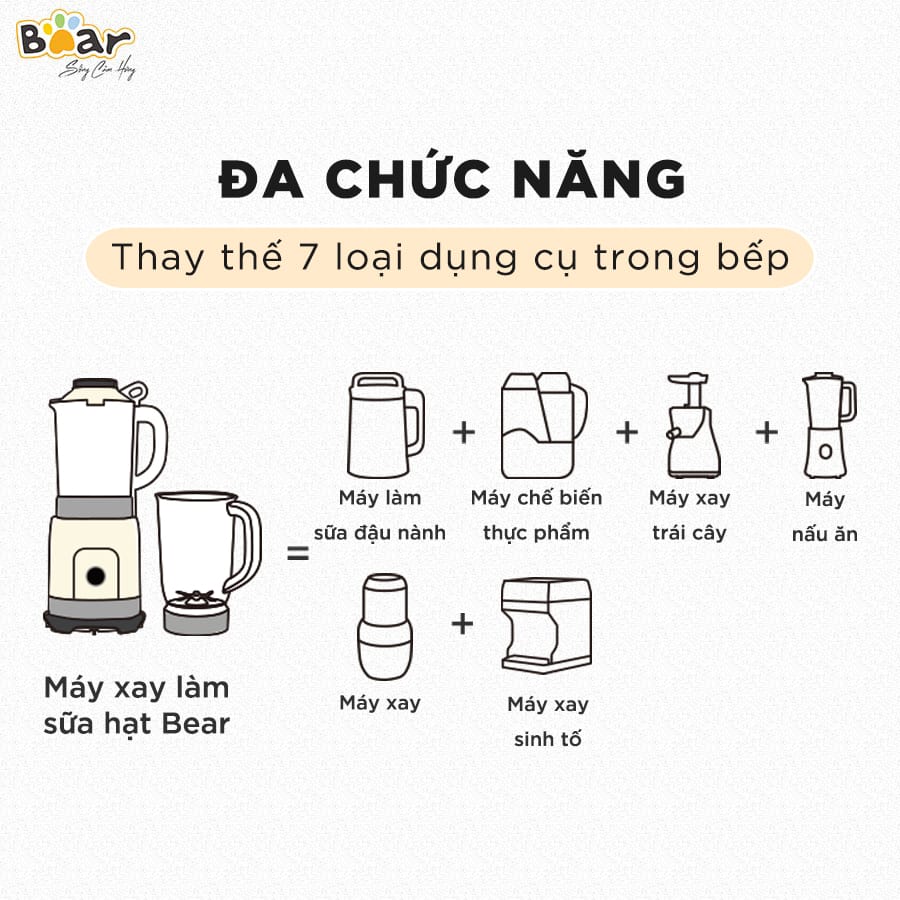 Bear
Sống Cảm Hứng
ĐA CHỨC NĂNG
Thay thế 7 loại dụng cụ trong bếp
Máy xay làm
sữa hạt Bear
=
Máy làm
sữa đậu nành
+
Máy chế biến
thực phẩm
+
Máy xay
trái cây
+
Máy
nấu ăn
Máy xay
+
Máy xay
sinh tố